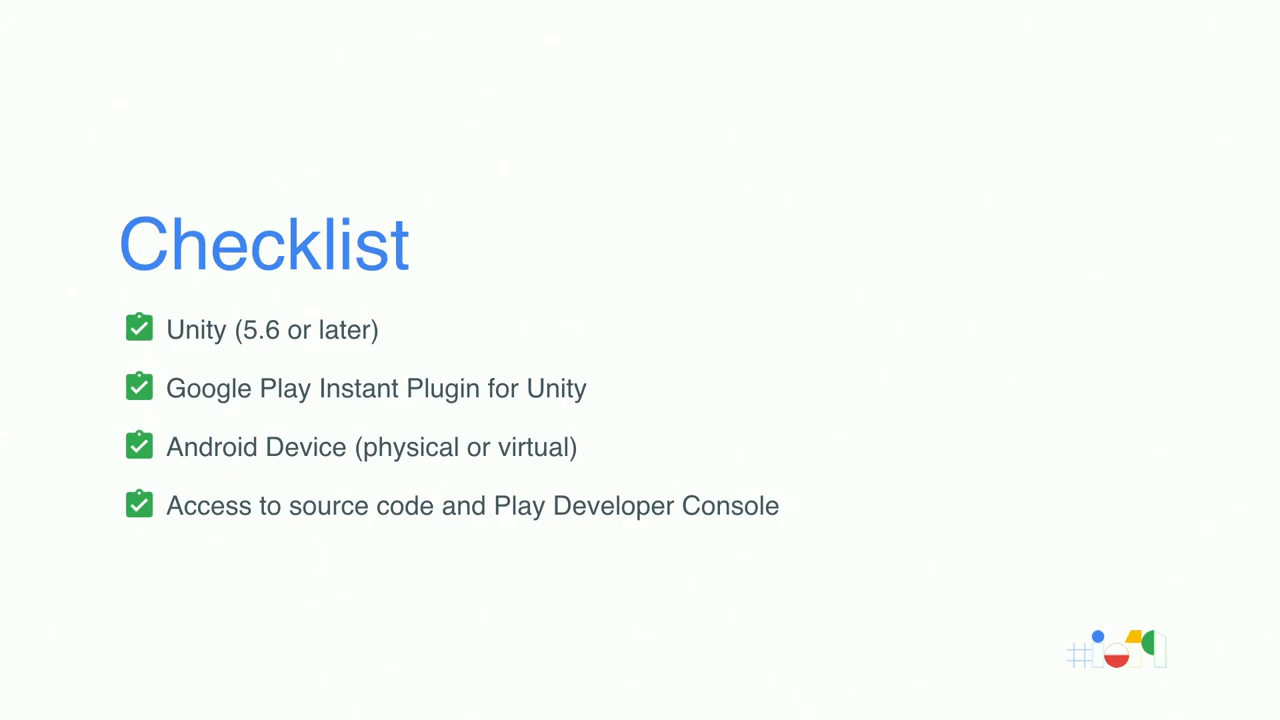 Checklist
Unity (5.6 or later)
Google Play Instant Plugin for Unity
Android Device (physical or virtual)
Access to source code and Play Developer Console
#io19